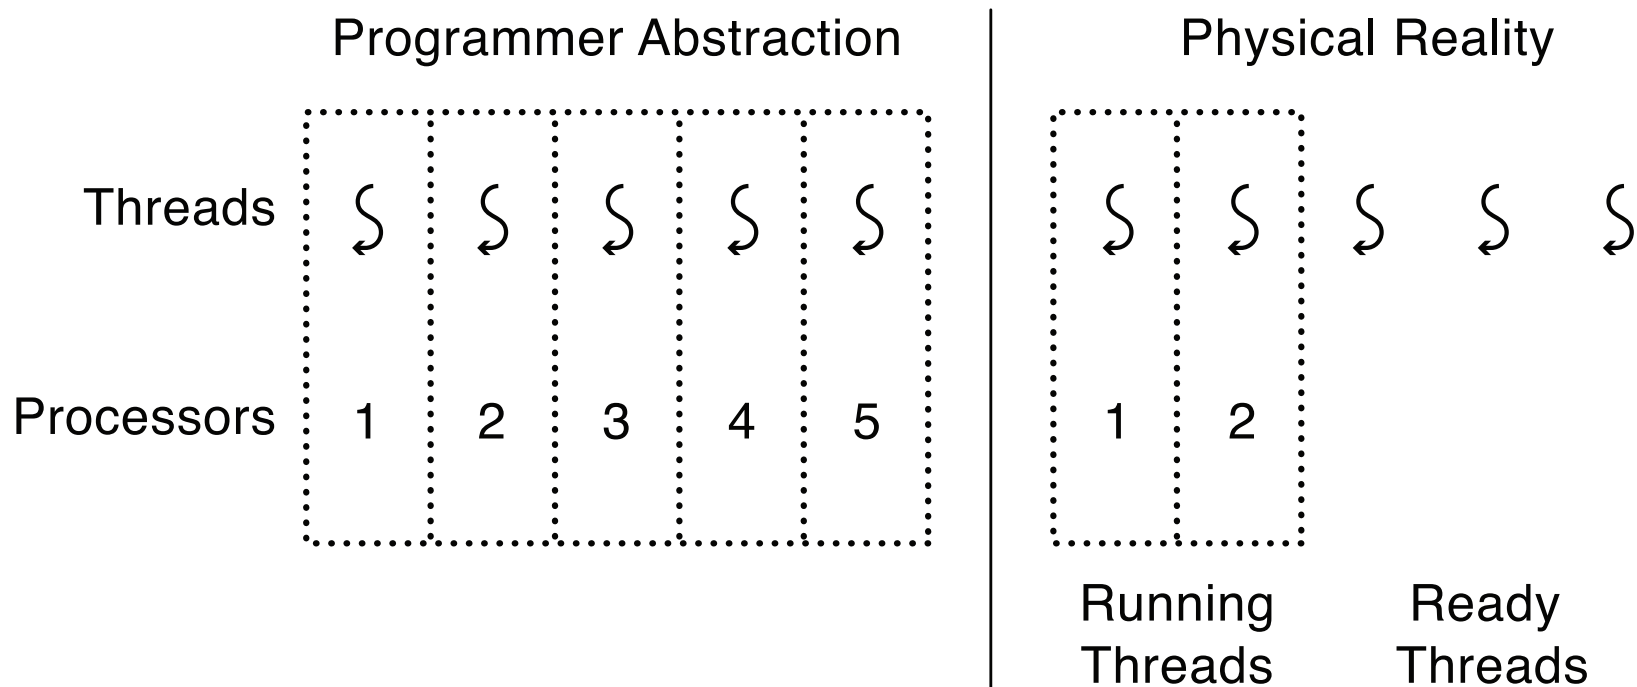 Programmer Abstraction
Physical Reality
Threads
Processors 1 2 3 4 5 1 2
Running Threads
Ready Threads